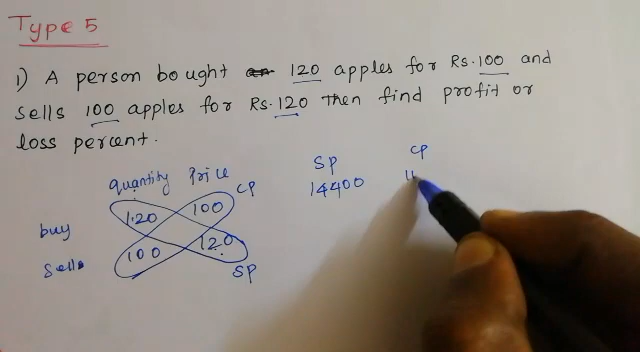 Type 5
1) A person bought 120 apples for Rs.100 and
sells 100 apples for Rs.120 Then find profit or
loss percent.
quantity Price
buy 120 100 CP
Sells 100 120 SP
SP CP
14400